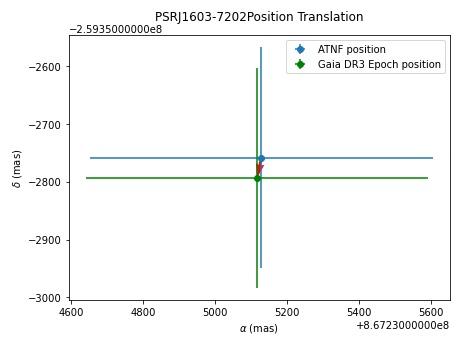 PSRJ1603-7202Position Translation
−2.5935000000e8
ATNF position
Gaia DR3 Epoch position
−2600
−2700
−2800
−2900
−3000
δ (mas)
4600 4800 5000 5200 5400 5600
α (mas)
+8.6723000000e8